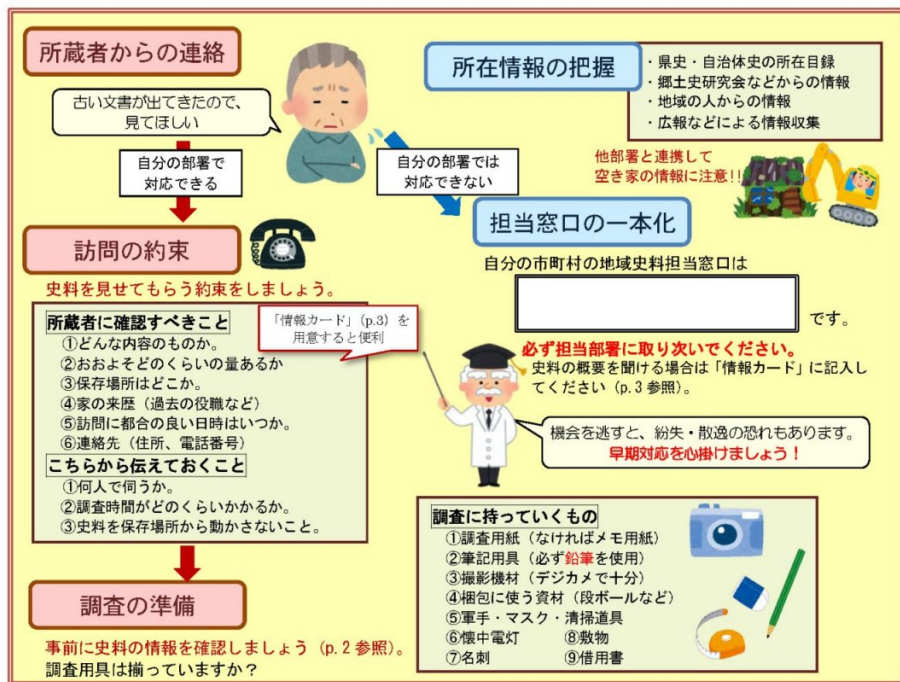 所蔵者からの連絡
古い文書が出てきたので、
見てほしい
自分の部署で
対応できる
自分の部署では
対応できない
訪問の約束
史料を見せてもらう約束をしましょう。
「情報カード」(p.3) を
用意すると便利
所蔵者に確認すべきこと
①どんな内容のものか。
②おおよそどのくらいの量あるか
③保存場所はどこか。
④家の来歴（過去の役職など）
⑤訪問に都合の良い日時はいつか。
⑥連絡先（住所、電話番号）
こちらから伝えておくこと
①何人で伺うか。
②調査時間がどのくらいかかるか。
③史料を保存場所から動かさないこと。
調査の準備
事前に史料の情報を確認しましょう（p.2 参照）。
調査用具は揃っていますか？
所在情報の把握
・県史・自治体史の所在目録
・郷土史研究会などからの情報
・地域の人からの情報
・広報などによる情報収集
他部署と連携して
空き家の情報に注意!!
担当窓口の一本化
自分の市町村の地域史料担当窓口は
です。
必ず担当部署に取り次いでください。
史料の概要を聞ける場合は「情報カード」に記入し
てください（p.3 参照）。
機会を逃すと、紛失・散逸の恐れもあります。
早期対応を心掛けましょう！
調査に持っていくもの
①調査用紙（なければメモ用紙）
②筆記用具（必ず鉛筆を使用）
③撮影機材（デジカメで十分）
④梱包に使う資材（段ボールなど）
⑤軍手・マスク・清掃道具
⑥懐中電灯 ⑧敷物
⑦名刺 ⑨借用書